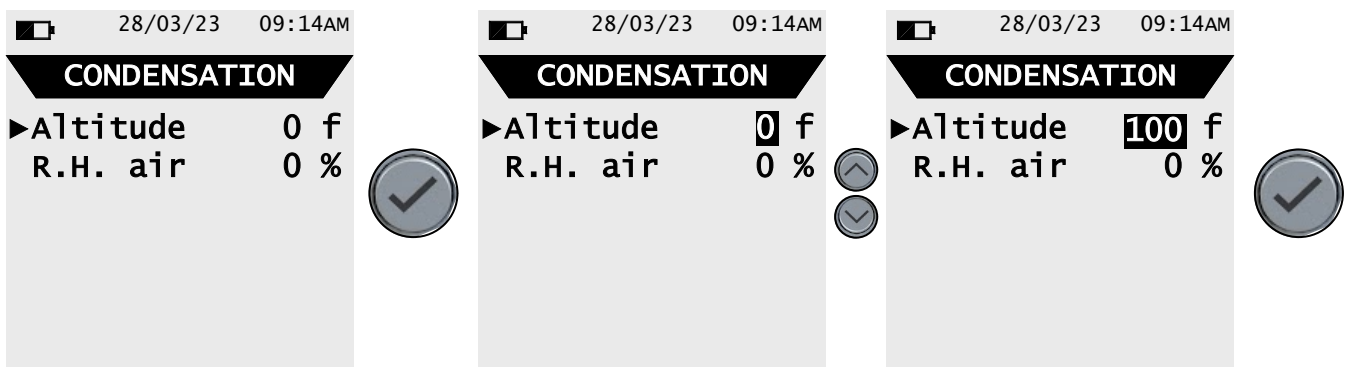 28/03/23 09:14AM
CONDENSATION
►Altitude 0 f
R.H. air 0 %
28/03/23 09:14AM
CONDENSATION
►Altitude 0 f
R.H. air 0 %
28/03/23 09:14AM
CONDENSATION
►Altitude 100 f
R.H. air 0 %